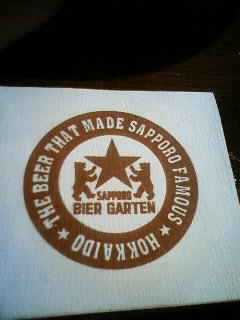 THE BEER THAT MADE SAPPORO FAMOUS
★ HOKKAIDO ★
SAPPORO
BIER GARTEN